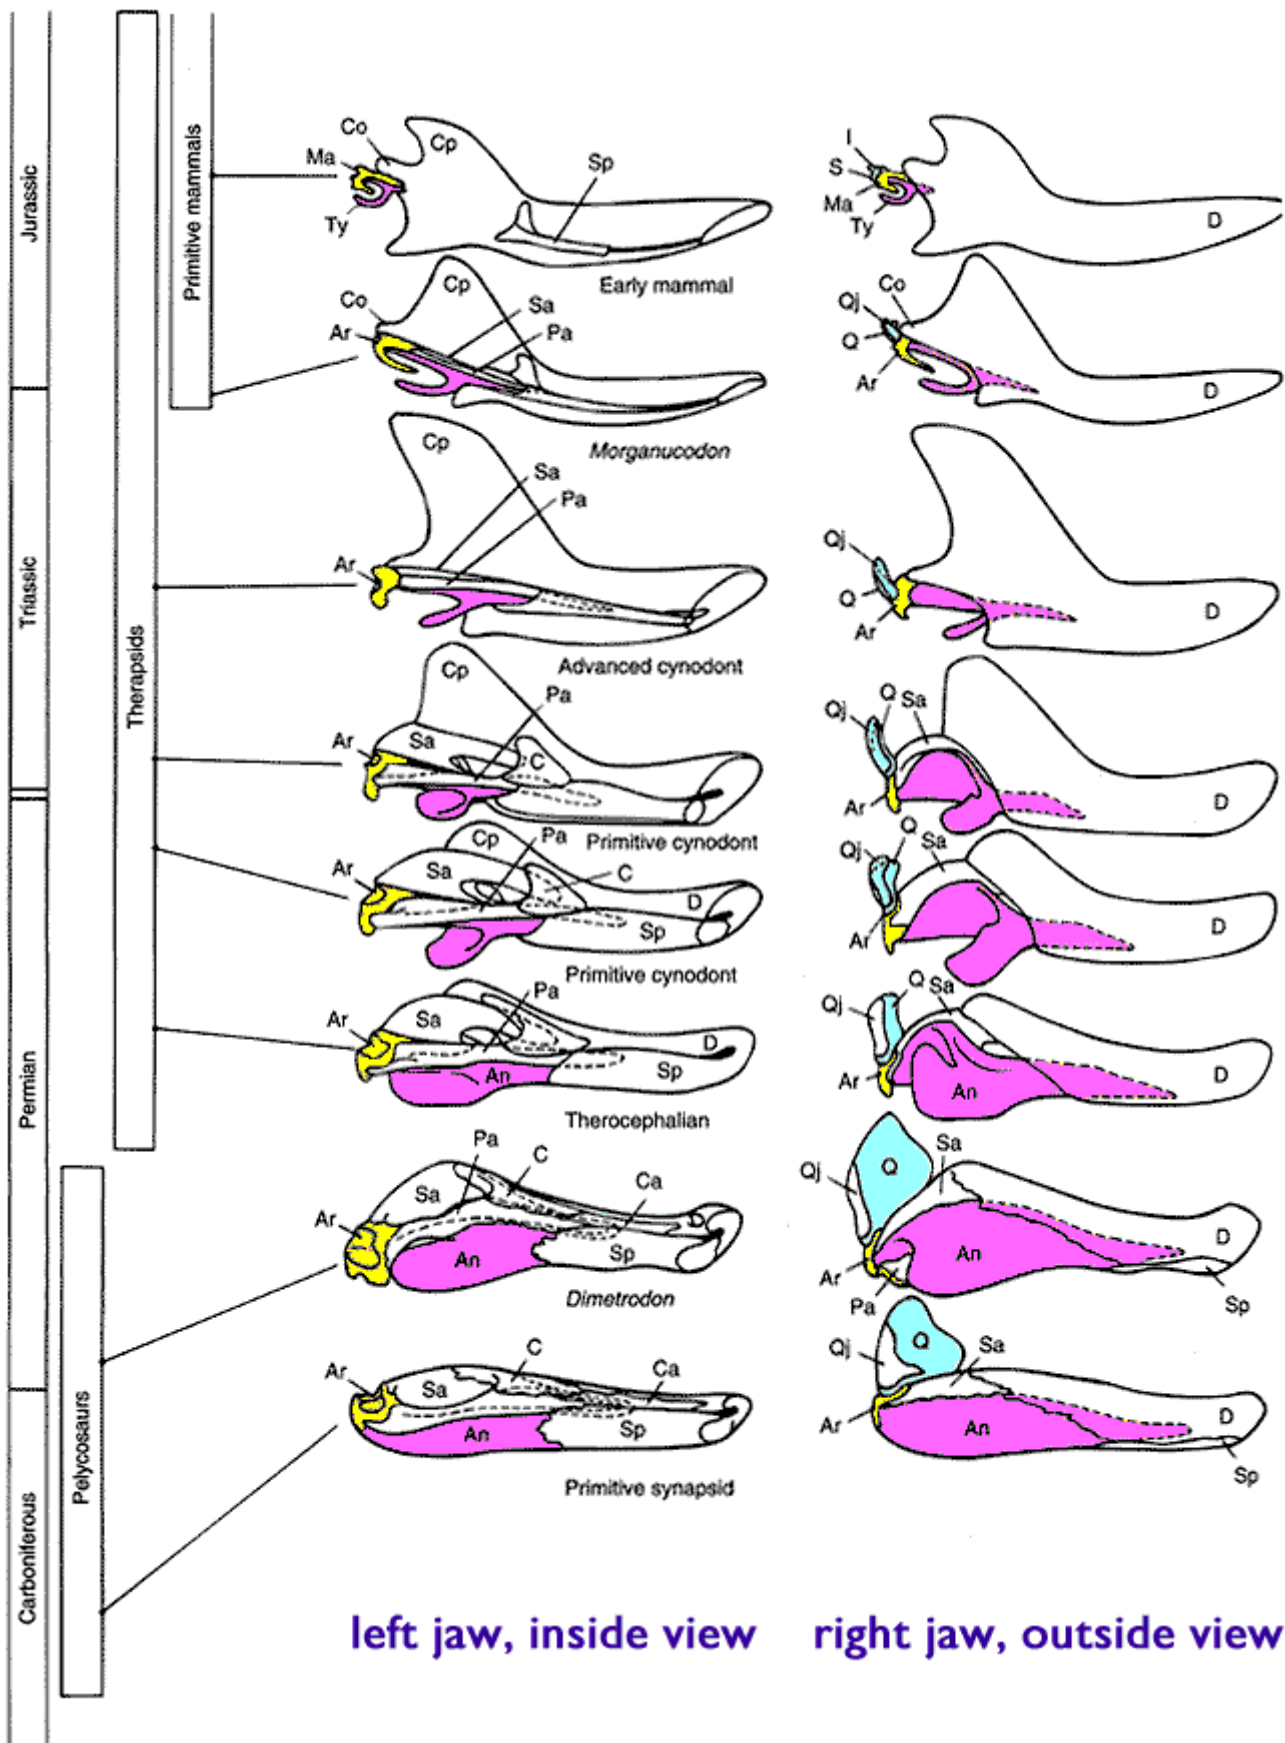 Jurassic
Triassic
Permian
Carboniferous
Primitive mammals
Therapsids
Pelycosaurs
Co
Cp
Ma
Sp
Ty
Early mammal
I
S
Ma
Ty
D
Cp
Co
Sa
Ar
Pa
Morganucodon
Co
Qj
Q
Ar
D
Cp
Sa
Pa
Ar
Advanced cynodont
Qj
Q
Ar
D
Cp
Pa
Ar
Sa
C
Primitive cynodont
Q
Sa
Qj
Ar
D
Cp
Pa
Ar
Sa
C
D
Sp
Primitive cynodont
Q
Qj
Sa
Ar
D
Pa
Ar
Sa
D
An
Sp
Therocephalian
Q
Sa
Qj
Ar
An
D
Pa
C
Sa
Ca
Ar
D
An
Sp
Dimetrodon
Sa
Q
Qj
An
D
Ar
Pa
Sp
C
Ar
Ca
Sa
An
Sp
Primitive synapsid
Q
Sa
Qj
Ar
An
D
Sp
left jaw, inside view
right jaw, outside view